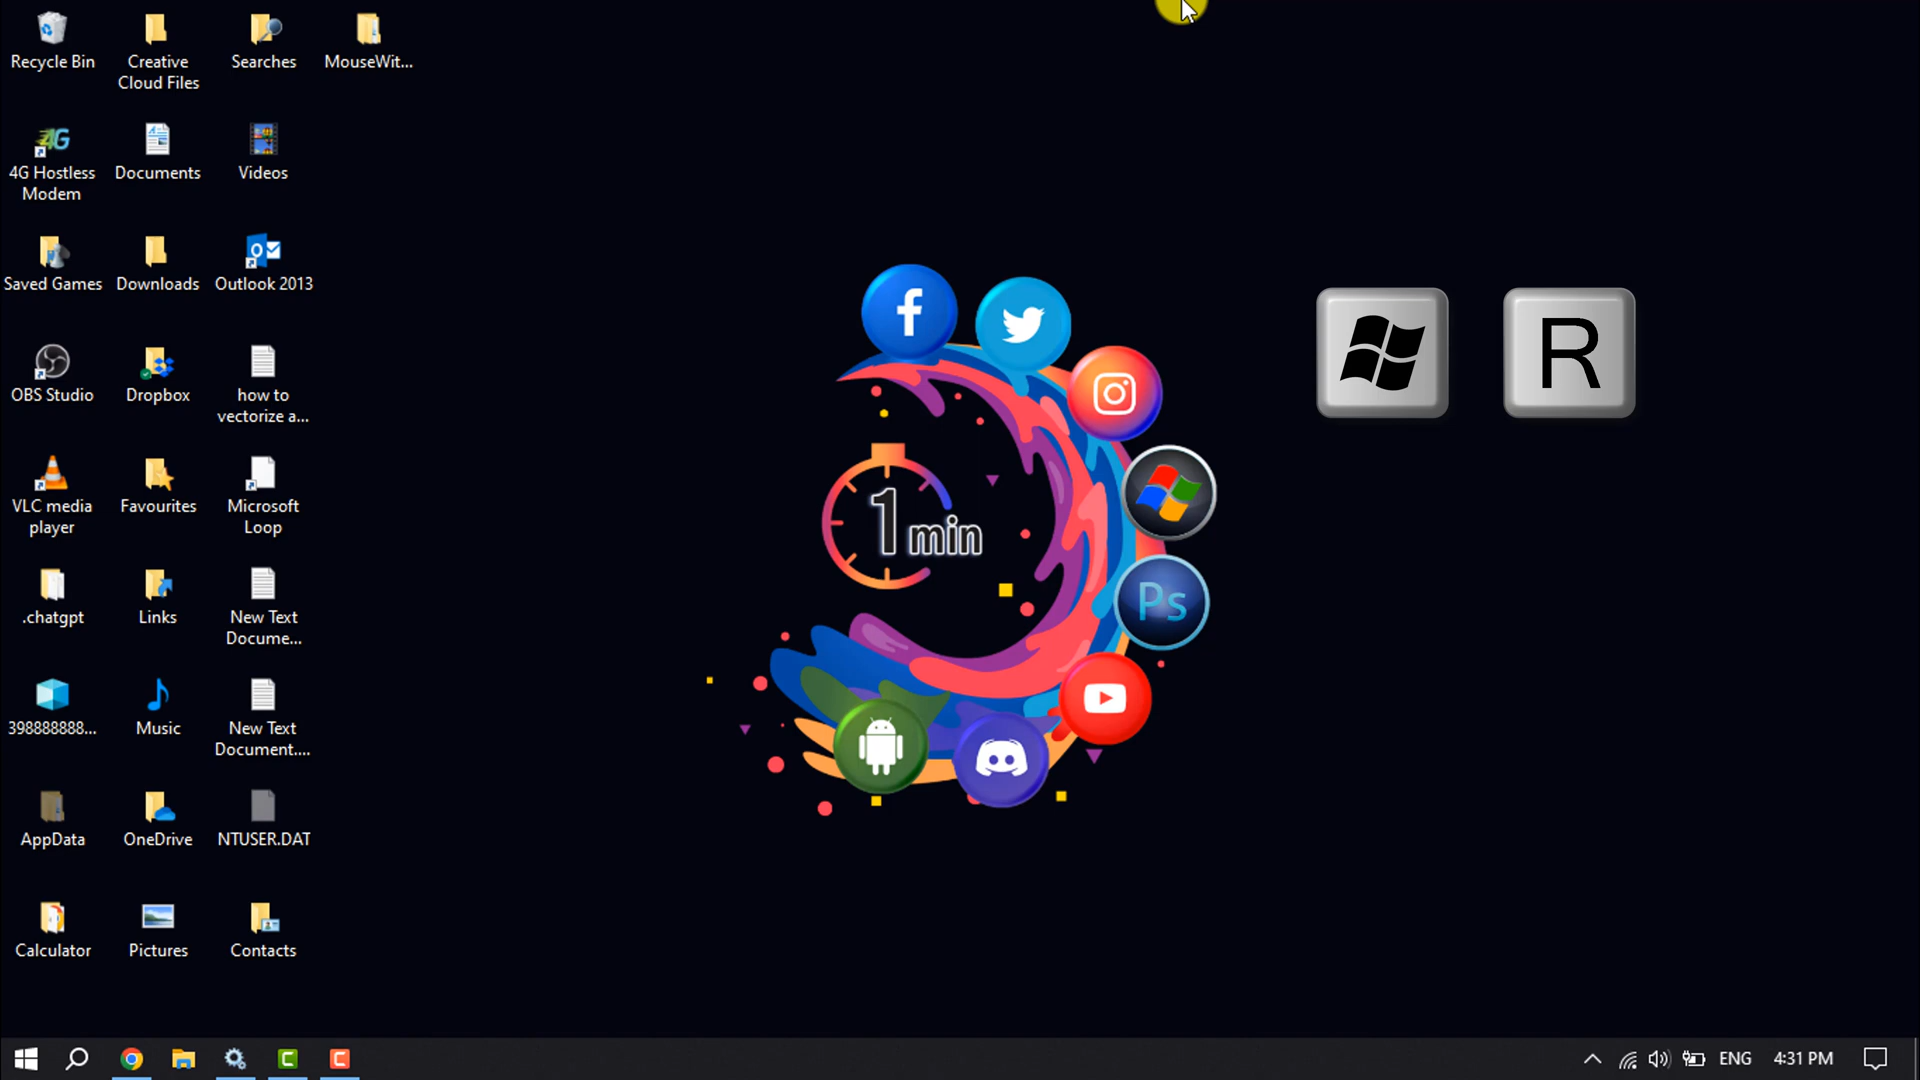 Recycle Bin
Creative
Cloud Files
Searches
MouseWit...
4G
4G Hostless
Modem
Documents
Videos
Saved Games
Downloads
Outlook 2013
OBS Studio
Dropbox
how to
vectorize a...
VLC media
player
Favourites
Microsoft
Loop
.chatgpt
Links
New Text
Docume...
398888888...
Music
New Text
Document....
AppData
OneDrive
NTUSER.DAT
Calculator
Pictures
Contacts
1 min
Ps
R
ENG
4:31 PM